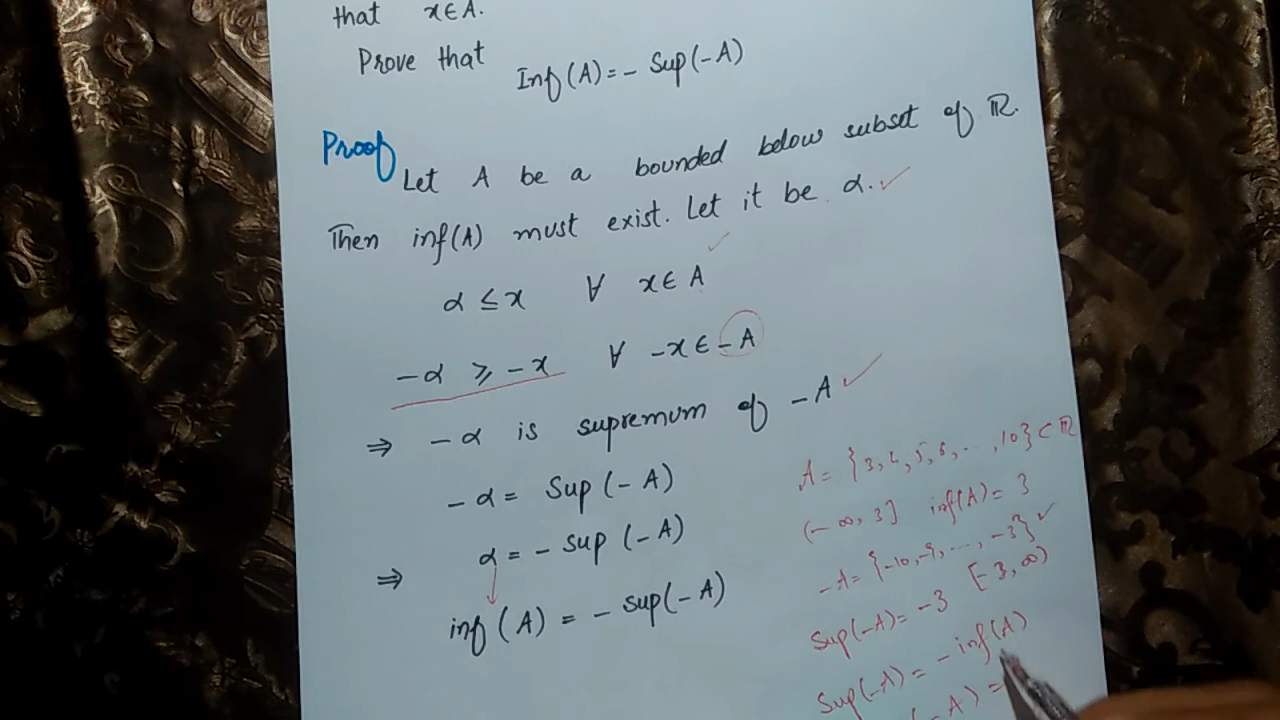 that x∈A.
Prove that Inf(A) = - Sup(-A)
Proof
Let A be a bounded below subset of ℝ.
Then inf(A) must exist. Let it be α. ✓
α ≤ x ∀ x∈A
-α ≥ -x ∀ -x∈-A
⇒ -α is supremum of -A ✓
-α = Sup(-A)
⇒ α = - sup(-A)
inf(A) = - sup(-A)
A = {3,4,5,6,...,10} ⊂ ℝ
(-∞, 3] inf(A) = 3
-A = {-10,-9,...,-3} ✓
Sup(-A) = -3 [-3,∞)
Sup(-A) = - inf(A)
-A) =